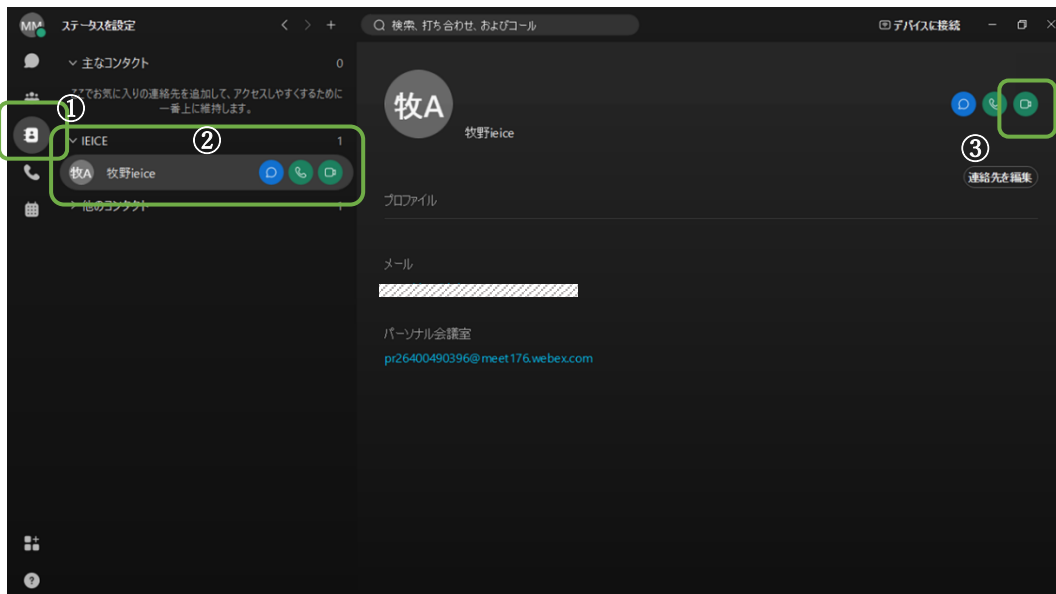 MM ステータスを設定
検索、打ち合わせ、およびコール
デバイスに接続
主なコンタクト 0
ここでお気に入りの連絡先を追加して、アクセスしやすくするために
一番上に維持します。
①
②
IEICE 1
牧A 牧野ieice
他のコンタクト 1
牧A
牧野ieice
③
連絡先を編集
プロファイル
メール
パーソナル会議室
pr26400490396@meet176.webex.com